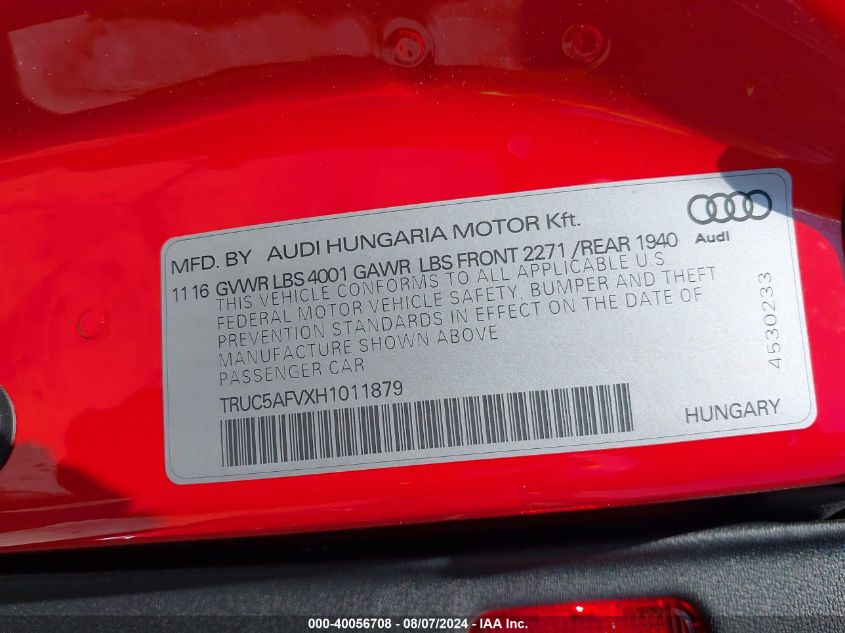 MFD. BY AUDI HUNGARIA MOTOR Kft.
Audi
11 16 GVWR LBS 4001 GAWR LBS FRONT 2271 /REAR 1940
THIS VEHICLE CONFORMS TO ALL APPLICABLE U.S.
FEDERAL MOTOR VEHICLE SAFETY, BUMPER AND THEFT
PREVENTION STANDARDS IN EFFECT ON THE DATE OF
MANUFACTURE SHOWN ABOVE
PASSENGER CAR
4530233
TRUC5AFVXH1011879
HUNGARY
000-40056708 - 08/07/2024 - IAA Inc.